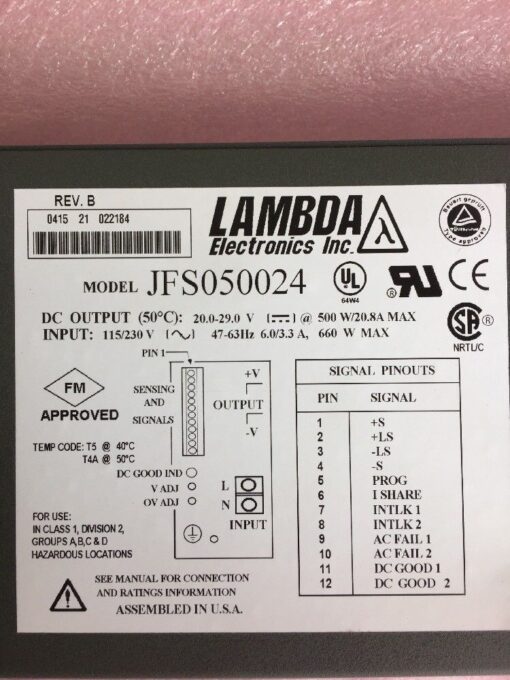 REV. B
0415 21 022184
LAMBDA
Electronics Inc.
Bauart geprüft
Type approved
MODEL JFS050024
64W4
CE
NRTL/C
DC OUTPUT (50°C): 20.0-29.0 V @ 500 W/20.8A MAX
INPUT: 115/230 V (~) 47-63Hz 6.0/3.3 A, 660 W MAX
FM
APPROVED
TEMP CODE: T5 @ 40°C
T4A @ 50°C
FOR USE:
IN CLASS 1, DIVISION 2,
GROUPS A,B,C & D
HAZARDOUS LOCATIONS
PIN 1
SENSING
AND
SIGNALS
+V
OUTPUT
-V
DC GOOD IND
V ADJ
OV ADJ
L
N
INPUT
SIGNAL PINOUTS
PIN SIGNAL
1 +S
2 +LS
3 -LS
4 -S
5 PROG
6 I SHARE
7 INTLK 1
8 INTLK 2
9 AC FAIL 1
10 AC FAIL 2
11 DC GOOD 1
12 DC GOOD 2
SEE MANUAL FOR CONNECTION
AND RATINGS INFORMATION
ASSEMBLED IN U.S.A.